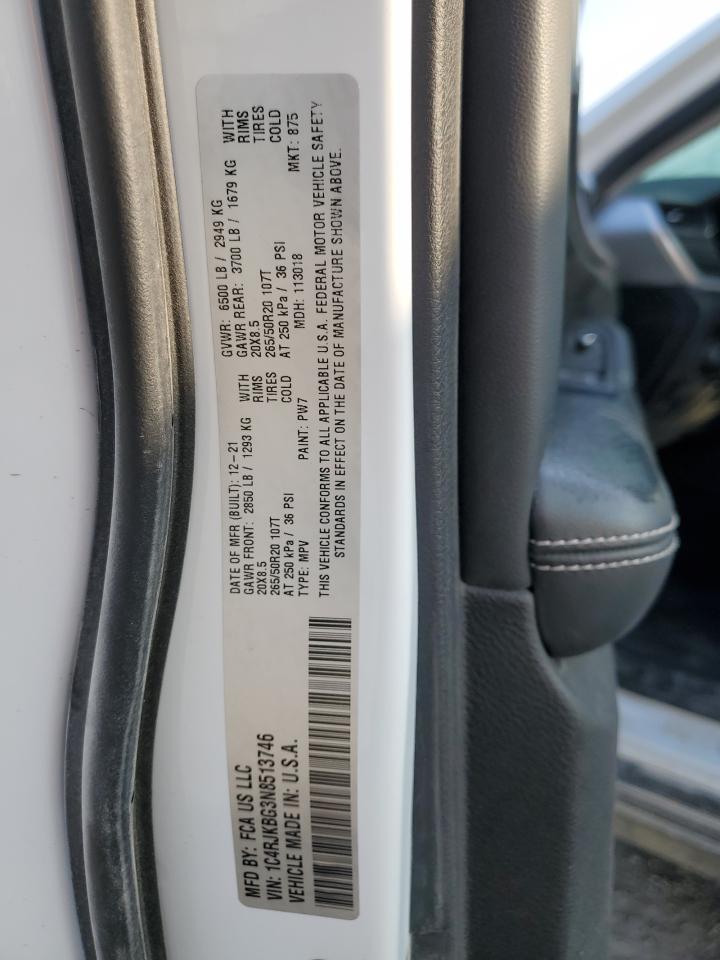 MFD BY: FCA US LLC
VIN: 1C4RJKBG3N8513746
VEHICLE MADE IN: U.S.A.
DATE OF MFR (BUILT): 12-21
GAWR FRONT: 2850 LB / 1293 KG WITH
20X8.5 RIMS
265/50R20 107T TIRES
AT 250 kPa / 36 PSI COLD
TYPE: MPV PAINT: PW7
GVWR: 6500 LB / 2949 KG
GAWR REAR: 3700 LB / 1679 KG WITH
20X8.5 RIMS
265/50R20 107T TIRES
AT 250 kPa / 36 PSI COLD
MDH: 113018 MKT: 875
THIS VEHICLE CONFORMS TO ALL APPLICABLE U.S.A. FEDERAL MOTOR VEHICLE SAFETY
STANDARDS IN EFFECT ON THE DATE OF MANUFACTURE SHOWN ABOVE.